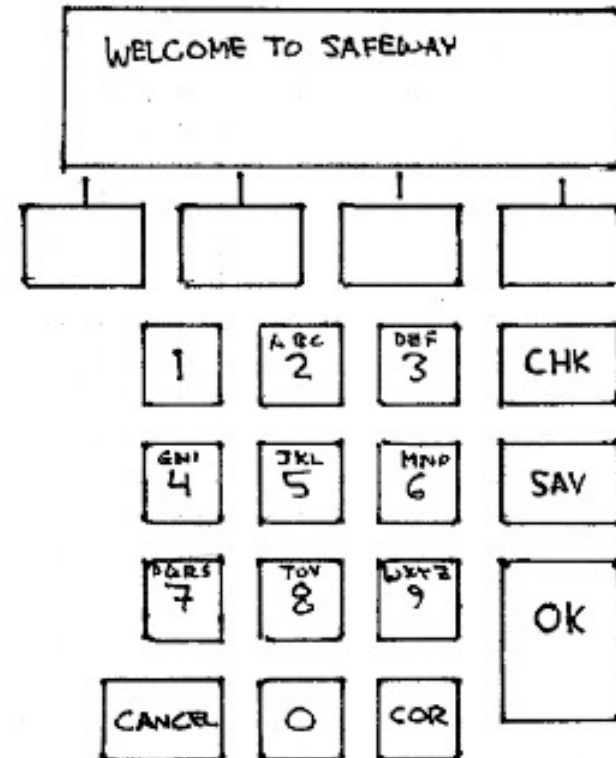 WELCOME TO SAFEWAY
1
ABC
2
DEF
3
CHK
GHI
4
JKL
5
MNO
6
SAV
PQRS
7
TUV
8
WXYZ
9
OK
CANCEL
0
COR